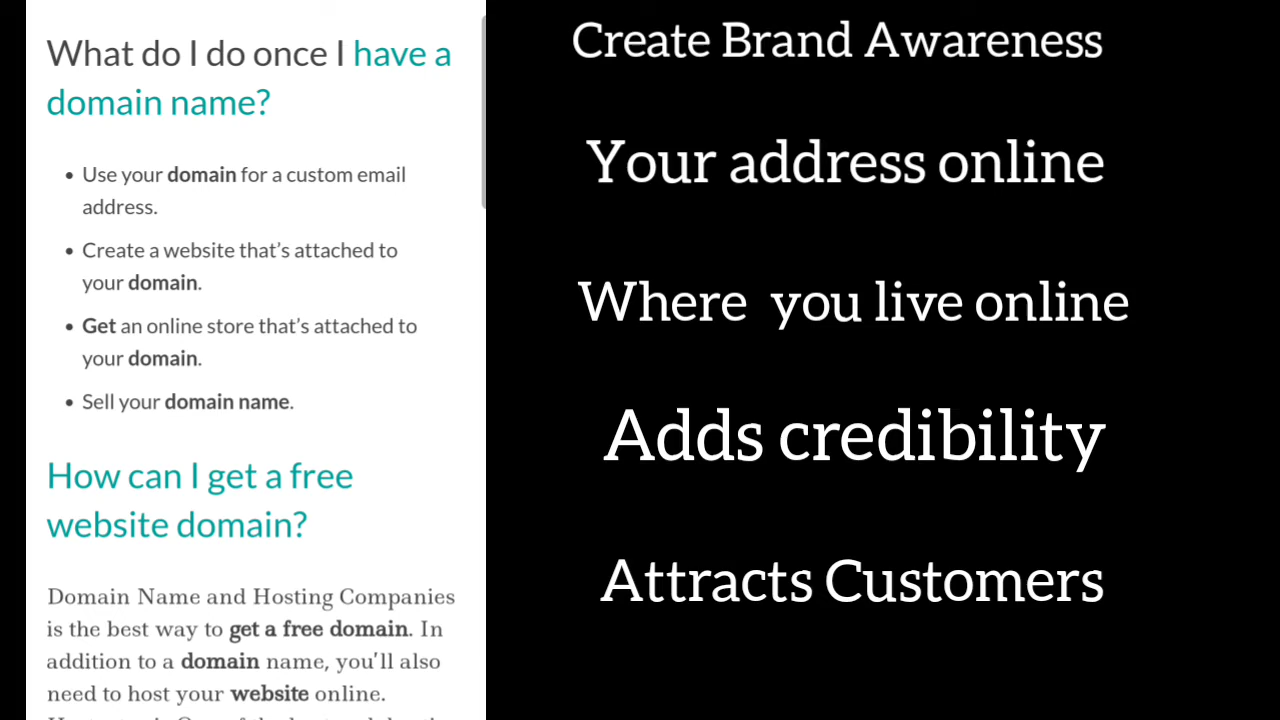 What do I do once I have a
domain name?
• Use your domain for a custom email
address.
• Create a website that's attached to
your domain.
• Get an online store that's attached to
your domain.
• Sell your domain name.
How can I get a free
website domain?
Domain Name and Hosting Companies
is the best way to get a free domain. In
addition to a domain name, you'll also
need to host your website online.
Create Brand Awareness
Your address online
Where you live online
Adds credibility
Attracts Customers